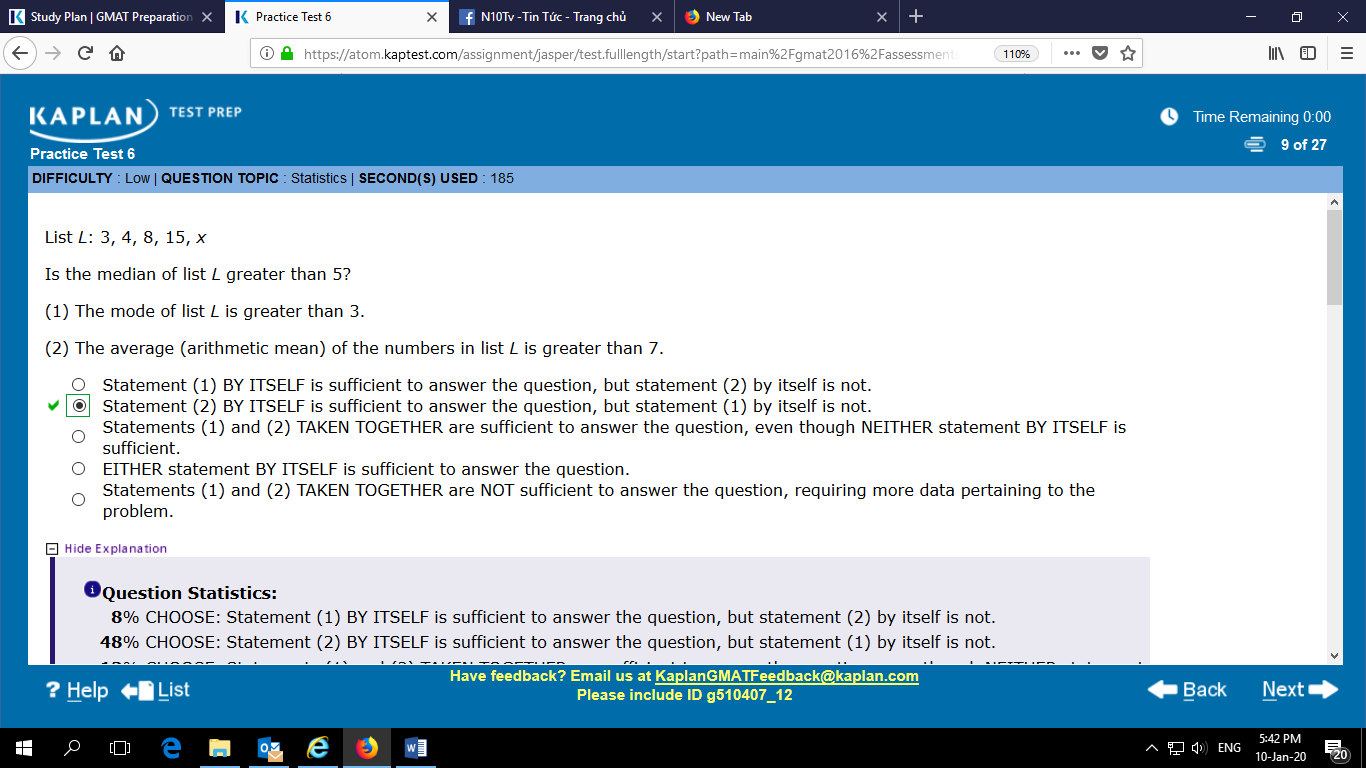 Study Plan | GMAT Preparation
Practice Test 6
N10Tv -Tin Tức - Trang chủ
New Tab
https://atom.kaptest.com/assignment/jasper/test.fulllength/start?path=main%2Fgmat2016%2Fassessment
110%
KAPLAN TEST PREP
Time Remaining 0:00
Practice Test 6
9 of 27
DIFFICULTY : Low | QUESTION TOPIC : Statistics | SECOND(S) USED : 185
List L: 3, 4, 8, 15, x
Is the median of list L greater than 5?
(1) The mode of list L is greater than 3.
(2) The average (arithmetic mean) of the numbers in list L is greater than 7.
Statement (1) BY ITSELF is sufficient to answer the question, but statement (2) by itself is not.
Statement (2) BY ITSELF is sufficient to answer the question, but statement (1) by itself is not.
Statements (1) and (2) TAKEN TOGETHER are sufficient to answer the question, even though NEITHER statement BY ITSELF is
sufficient.
EITHER statement BY ITSELF is sufficient to answer the question.
Statements (1) and (2) TAKEN TOGETHER are NOT sufficient to answer the question, requiring more data pertaining to the
problem.
Hide Explanation
Question Statistics:
8% CHOOSE: Statement (1) BY ITSELF is sufficient to answer the question, but statement (2) by itself is not.
48% CHOOSE: Statement (2) BY ITSELF is sufficient to answer the question, but statement (1) by itself is not.
Have feedback? Email us at KaplanGMATFeedback@kaplan.com
Please include ID g510407_12
? Help
List
Back
Next
ENG
5:42 PM
10-Jan-20
20